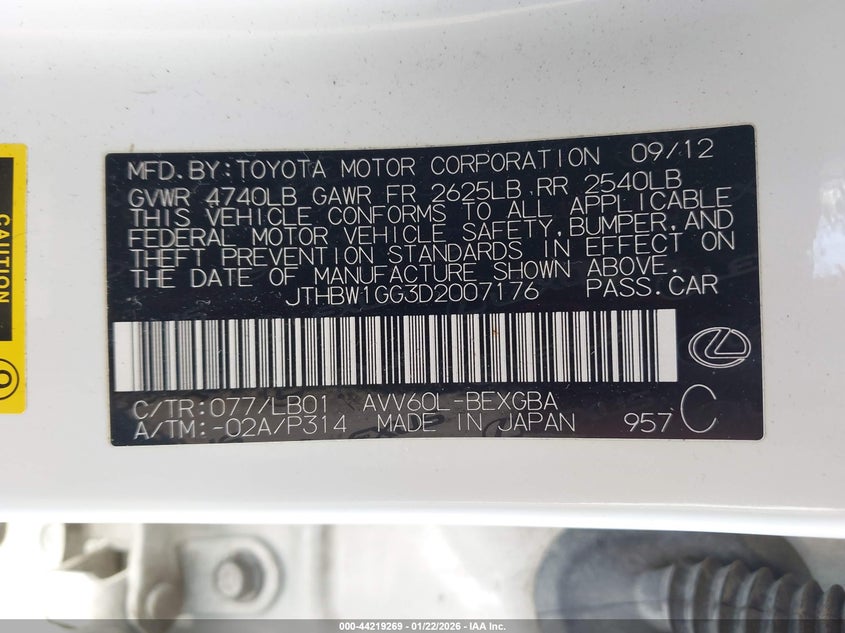 MFD.BY:TOYOTA MOTOR CORPORATION 09/12
GVWR 4740LB GAWR FR 2625LB RR 2540LB
THIS VEHICLE CONFORMS TO ALL APPLICABLE
FEDERAL MOTOR VEHICLE SAFETY, BUMPER, AND
THEFT PREVENTION STANDARDS IN EFFECT ON
THE DATE OF MANUFACTURE SHOWN ABOVE.
JTHBW1GG3D2007176 PASS.CAR
C/TR:077/LB01 AVV60L-BEXGBA
A/TM:-02A/P314 MADE IN JAPAN 957 C
CAUTION
000-44219269 - 01/22/2026 - IAA Inc.